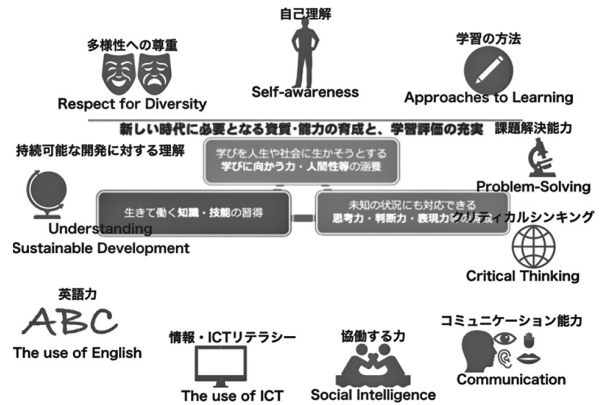 自己理解
Self-awareness
多様性への尊重
Respect for Diversity
学習の方法
Approaches to Learning
新しい時代に必要となる資質・能力の育成と、学習評価の充実
課題解決能力
Problem-Solving
持続可能な開発に対する理解
Understanding
Sustainable Development
学びを人生や社会に生かそうとする
学びに向かう力・人間性等の涵養
生きて働く知識・技能の習得
未知の状況にも対応できる
思考力・判断力・表現力
クリティカルシンキング
Critical Thinking
英語力
ABC
The use of English
情報・ICTリテラシー
The use of ICT
協働する力
Social Intelligence
コミュニケーション能力
Communication